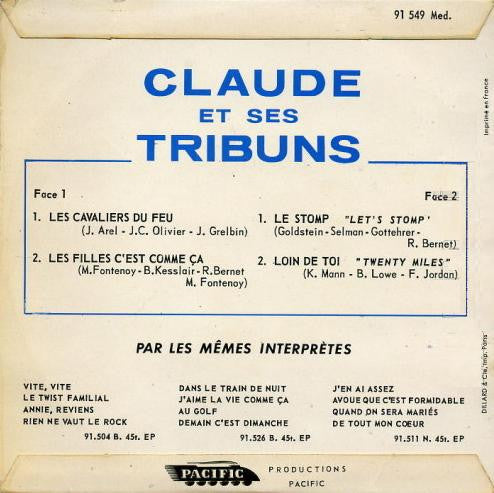 91 549 Med.
CLAUDE
ET SES
TRIBUNS
Face 1
1. LES CAVALIERS DU FEU
(J. Arel - J.C. Olivier - J. Grelbin)
2. LES FILLES C'EST COMME ÇA
(M.Fontenoy - B.Kesslair - R.Bernet
M. Fontenoy)
Face 2
1. LE STOMP "LET'S STOMP'
(Goldstein - Selman - Gottehrer -
R. Bernet)
2. LOIN DE TOI "TWENTY MILES"
(K. Mann - B. Lowe - F. Jordan)
PAR LES MÊMES INTERPRÈTES
VITE, VITE
LE TWIST FAMILIAL
ANNIE, REVIENS
RIEN NE VAUT LE ROCK
91.504 B. 45t. EP
DANS LE TRAIN DE NUIT
J'AIME LA VIE COMME ÇA
AU GOLF
DEMAIN C'EST DIMANCHE
91.526 B. 45t. EP
J'EN AI ASSEZ
AVOUE QUE C'EST FORMIDABLE
QUAND ON SERA MARIÉS
DE TOUT MON CŒUR
91.511 N. 45t. EP
PACIFIC
PRODUCTIONS
PACIFIC
Imprimé en France
DILLARD & Cie, Imp. Paris